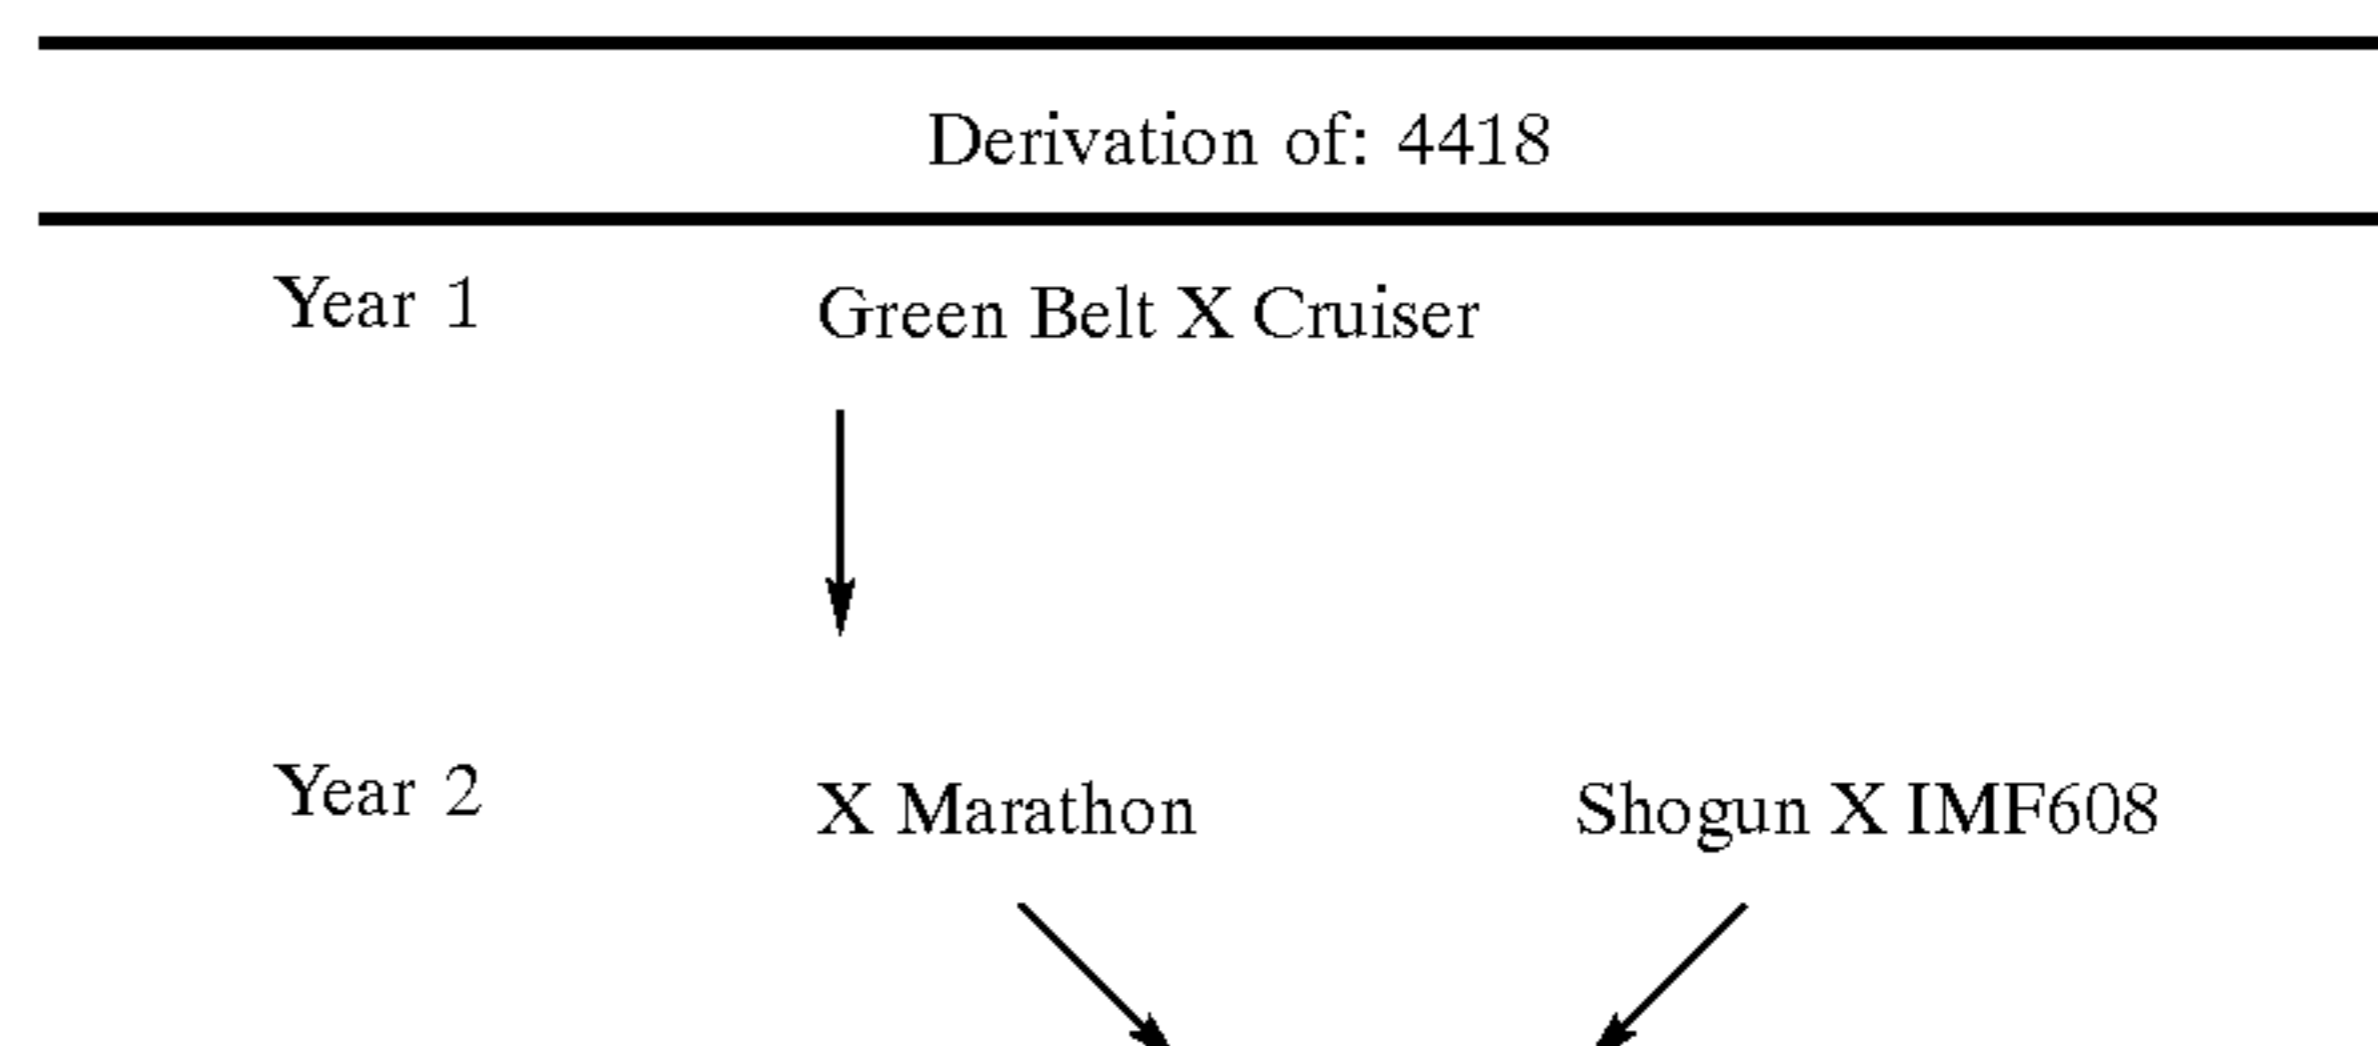 Derivation of: 4418
Year 1 Green Belt X Cruiser
Year 2 X Marathon Shogun X IMF608